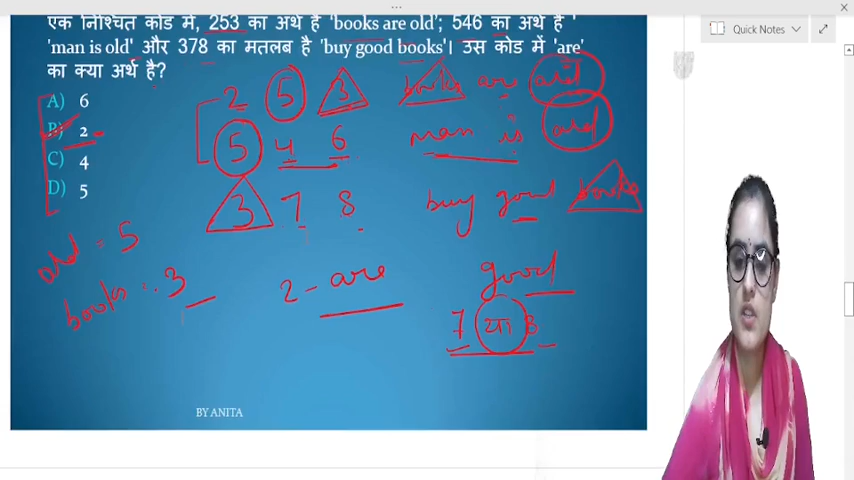 एक निश्चित कोड में, 253 का अर्थ है 'books are old'; 546 का अर्थ है '
'man is old' और 378 का मतलब है 'buy good books'। उस कोड में 'are'
का क्या अर्थ है?
A) 6
B) 2
C) 4
D) 5
2 5 3 books are old
5 4 6 man is old
3 7 8 buy good books
old = 5
books = 3
2 - are
good
7 या 8
BY ANITA
Quick Notes